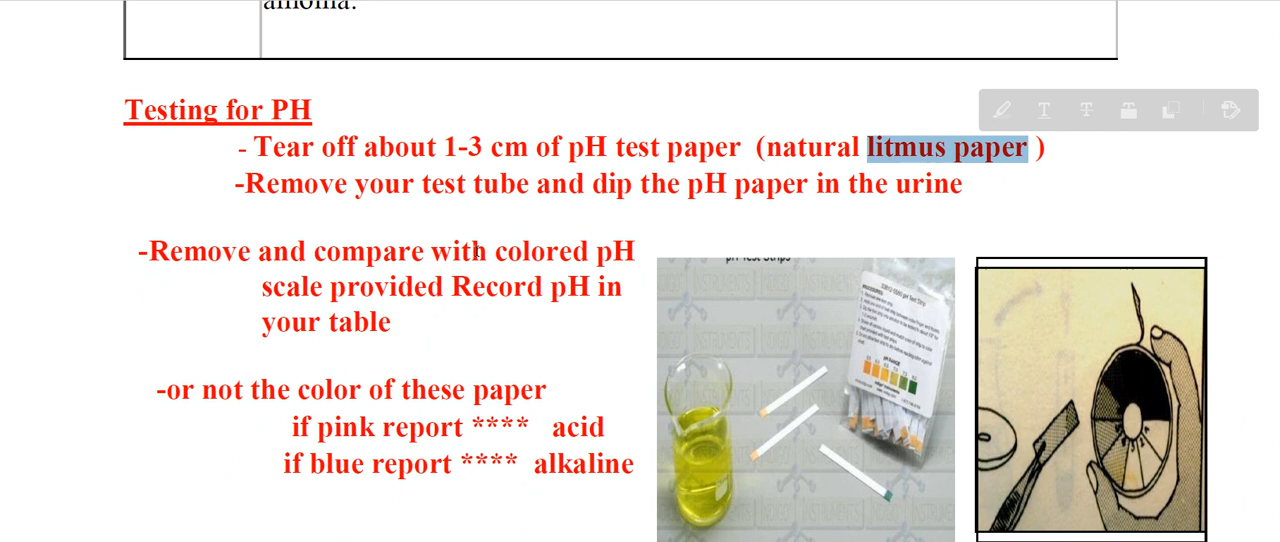 Testing for PH
- Tear off about 1-3 cm of pH test paper (natural litmus paper )
-Remove your test tube and dip the pH paper in the urine
-Remove and compare with colored pH
scale provided Record pH in
your table
-or not the color of these paper
if pink report **** acid
if blue report **** alkaline
pH RANGE